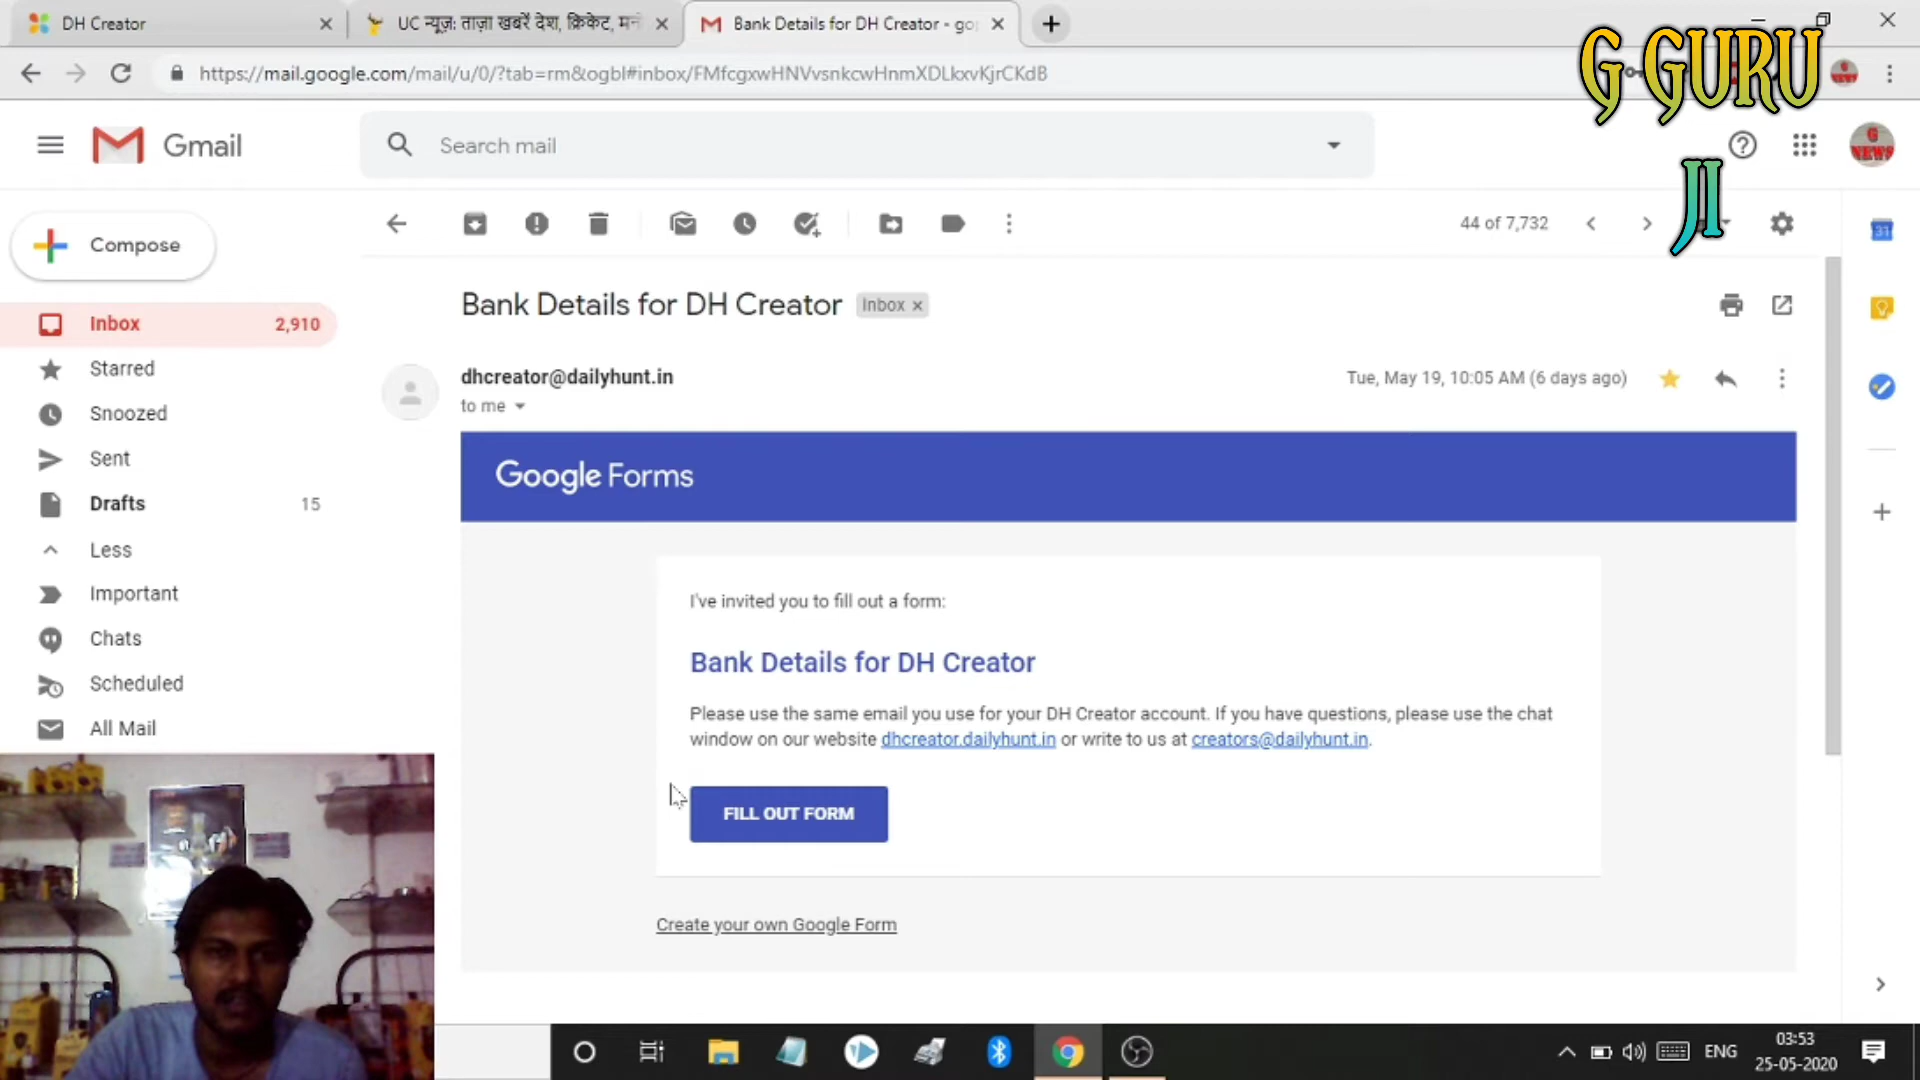 DH Creator
UC न्यूज़: ताज़ा खबरें देश, क्रिकेट, मन
Bank Details for DH Creator - go
https://mail.google.com/mail/u/0/?tab=rm&ogbl#inbox/FMfcgxwHNVvsnkcwHnmXDLkxvKjrCKdB
G GURU
JI
Gmail
Search mail
G
NEWS
Compose
44 of 7,732
31
Bank Details for DH Creator
Inbox
Inbox 2,910
Starred
Snoozed
Sent
Drafts 15
Less
Important
Chats
Scheduled
All Mail
dhcreator@dailyhunt.in
to me
Tue, May 19, 10:05 AM (6 days ago)
Google Forms
I've invited you to fill out a form:
Bank Details for DH Creator
Please use the same email you use for your DH Creator account. If you have questions, please use the chat
window on our website dhcreator.dailyhunt.in or write to us at creators@dailyhunt.in.
FILL OUT FORM
Create your own Google Form
ENG
03:53
25-05-2020